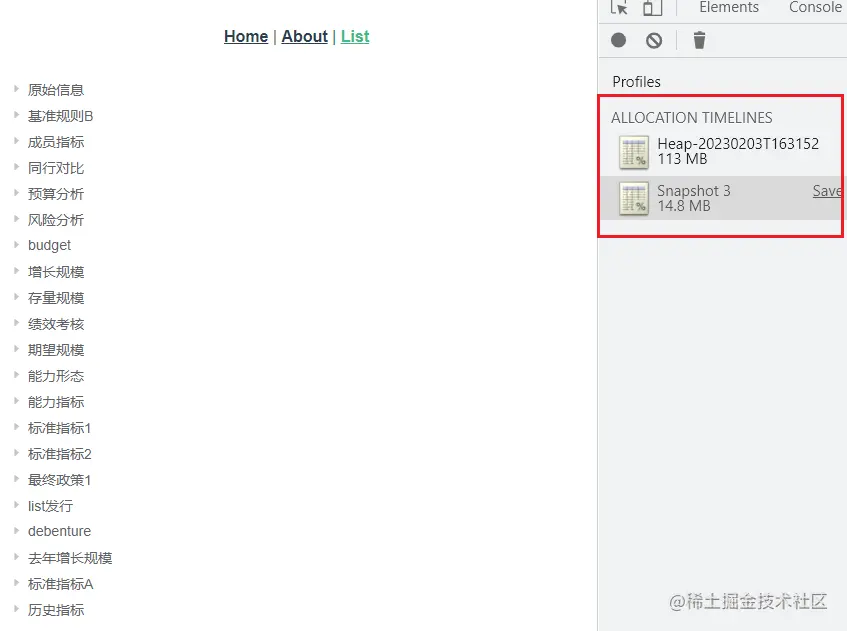 Elements Console
Home | About | List
Profiles
ALLOCATION TIMELINES
Heap-20230203T163152
113 MB
Snapshot 3 Save
14.8 MB
原始信息
基准规则B
成员指标
同行对比
预算分析
风险分析
budget
增长规模
存量规模
绩效考核
期望规模
能力形态
能力指标
标准指标1
标准指标2
最终政策1
list发行
debenture
去年增长规模
标准指标A
历史指标
@稀土掘金技术社区